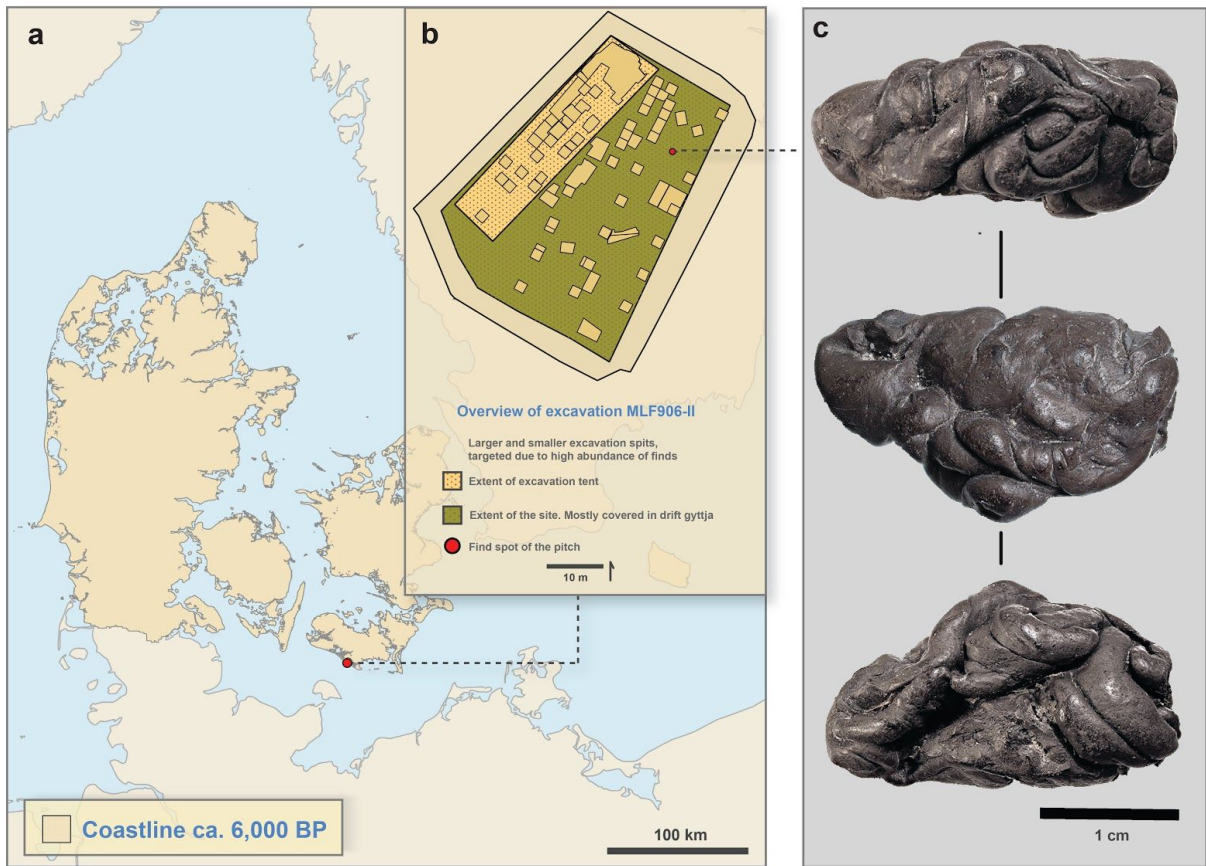 a
b
c
Overview of excavation MLF906-II
Larger and smaller excavation spits,
targeted due to high abundance of finds
Extent of excavation tent
Extent of the site. Mostly covered in drift gyttja
Find spot of the pitch
10 m
Coastline ca. 6,000 BP
100 km
1 cm